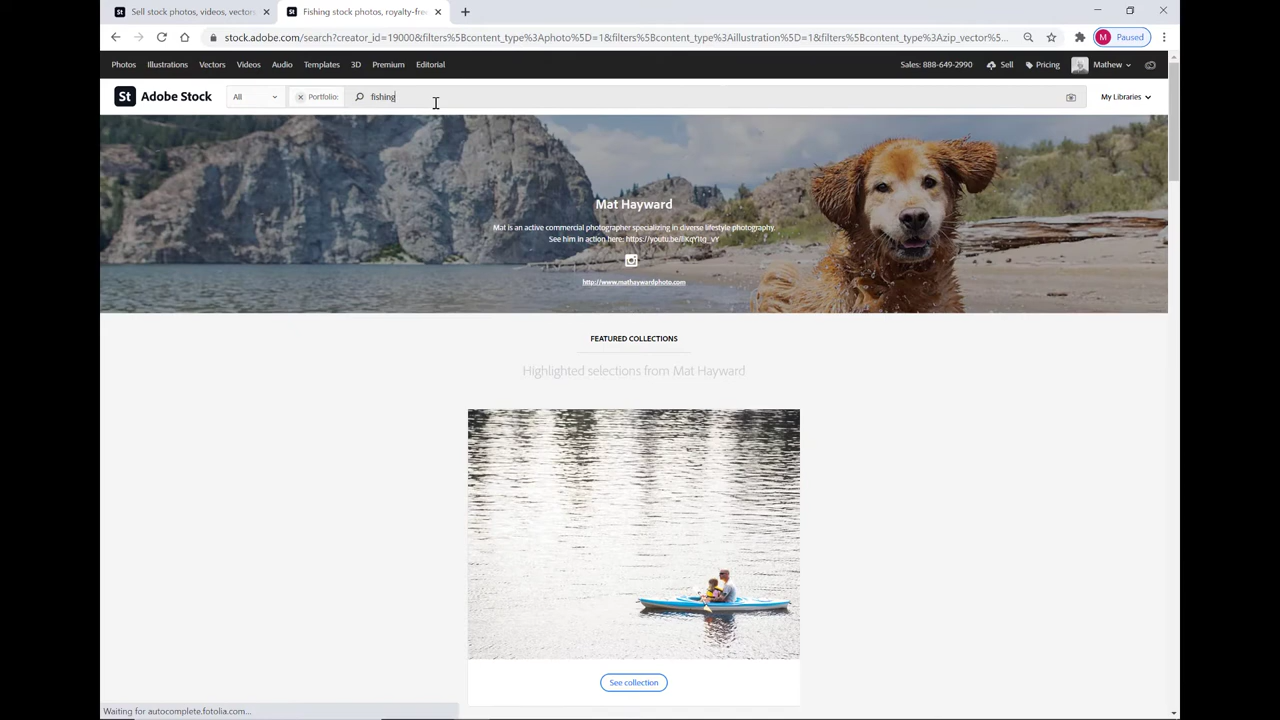 Sell stock photos, videos, vectors
Fishing stock photos, royalty-free
stock.adobe.com/search?creator_id=19000&filters%5Bcontent_type%3Aphoto%5D=1&filters%5Bcontent_type%3Aillustration%5D=1&filters%5Bcontent_type%3Azip_vector%5...
M Paused
Photos Illustrations Vectors Videos Audio Templates 3D Premium Editorial Sales: 888-649-2990 Sell Pricing Mathew
St Adobe Stock All Portfolio: fishing My Libraries
Mat Hayward
Mat is an active commercial photographer specializing in diverse lifestyle photography.
See him in action here:
http://www.mathaywardphoto.com
FEATURED COLLECTIONS
Highlighted selections from Mat Hayward
See collection
Waiting for autocomplete.fotolia.com...